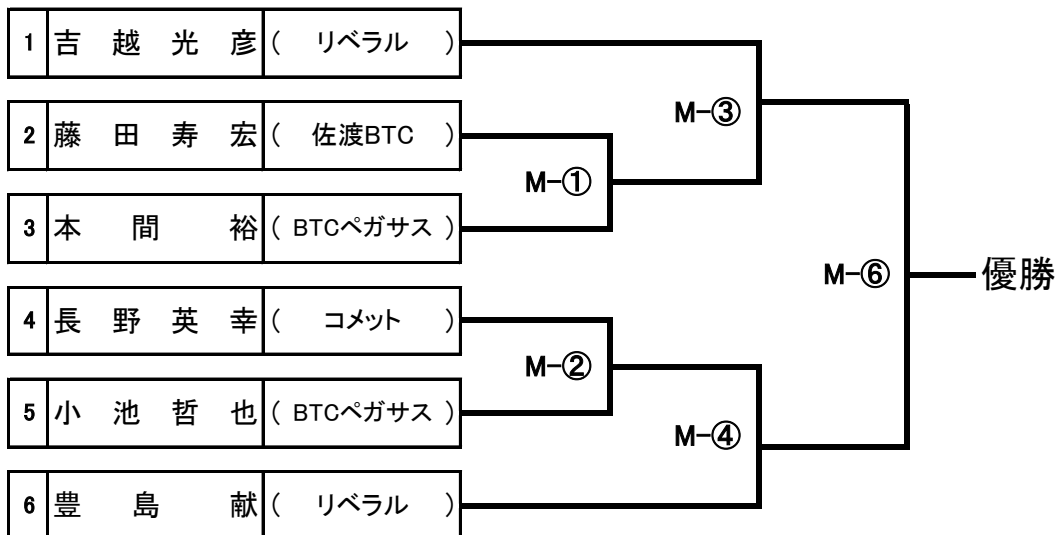 1 吉越光彦 ( リベラル )
M-③
2 藤田寿宏 ( 佐渡BTC )
M-①
3 本間裕 ( BTCペガサス )
M-⑥ 優勝
4 長野英幸 ( コメット )
M-②
5 小池哲也 ( BTCペガサス )
M-④
6 豊島献 ( リベラル )